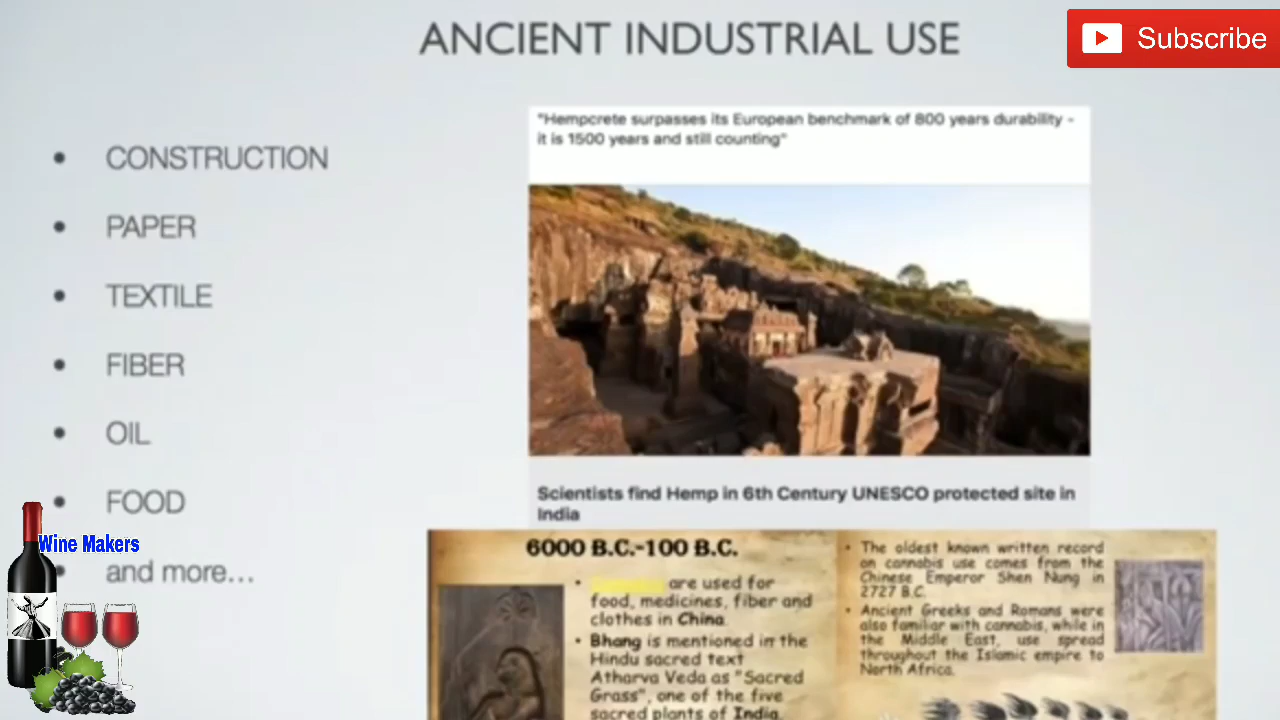 ANCIENT INDUSTRIAL USE
Subscribe
"Hempcrete surpasses its European benchmark of 800 years durability -
it is 1500 years and still counting"
• CONSTRUCTION
• PAPER
• TEXTILE
• FIBER
• OIL
• FOOD
• and more...
Wine Makers
Scientists find Hemp in 6th Century UNESCO protected site in
India
6000 B.C.-100 B.C.
• are used for
food, medicines, fiber and
clothes in China.
• Bhang is mentioned in the
Hindu sacred text
Atharva Veda as "Sacred
Grass", one of the five
sacred plants of India.
• The oldest known written record
on cannabis use comes from the
Chinese Emperor Shen Nung in
2727 B.C.
• Ancient Greeks and Romans were
also familiar with cannabis, while in
the Middle East, use spread
throughout the Islamic empire to
North Africa.